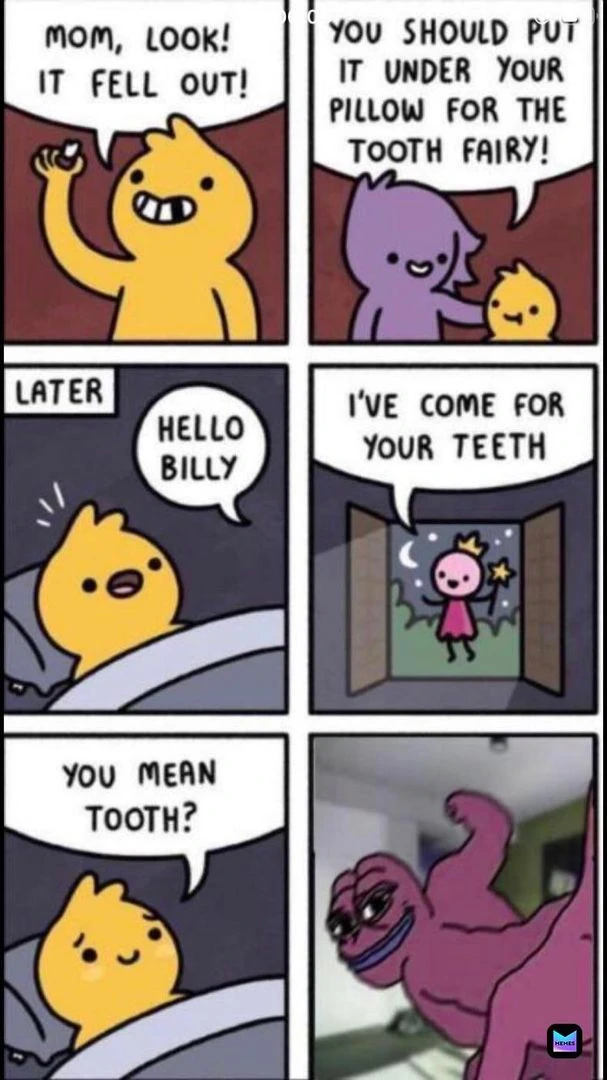 MOM, LOOK!
IT FELL OUT!
YOU SHOULD PUT
IT UNDER YOUR
PILLOW FOR THE
TOOTH FAIRY!
LATER
HELLO
BILLY
I'VE COME FOR
YOUR TEETH
YOU MEAN
TOOTH?
MEMES